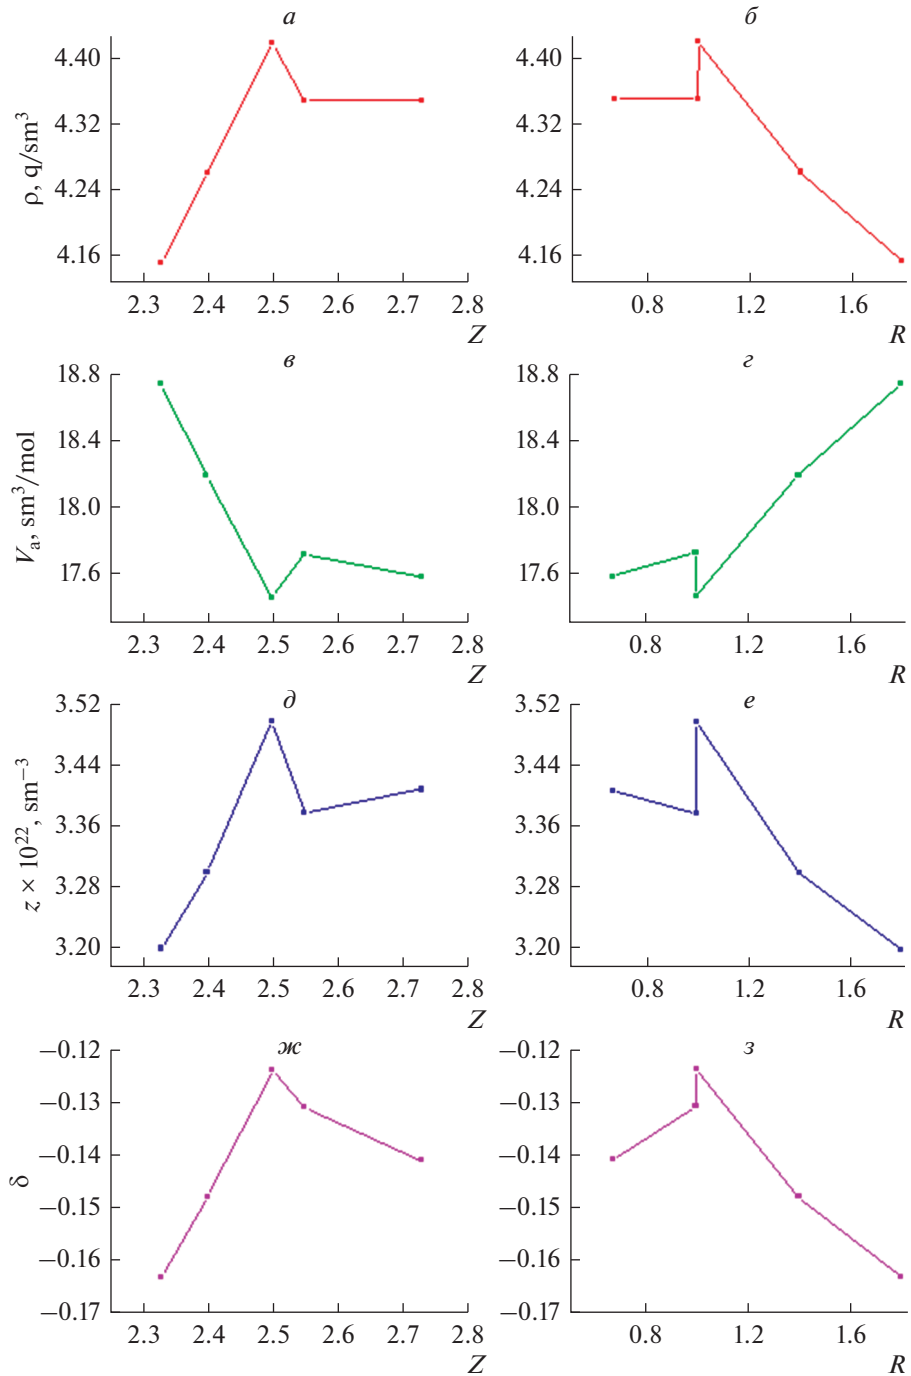 а б
4.40 4.40
4.32 4.32
4.24 4.24
4.16 4.16
ρ, q/sm³
2.3 2.4 2.5 2.6 2.7 2.8 0.8 1.2 1.6
Z R
в г
18.8 18.8
18.4 18.4
18.0 18.0
17.6 17.6
Vₐ, sm³/mol
2.3 2.4 2.5 2.6 2.7 2.8 0.8 1.2 1.6
Z R
д е
3.52 3.52
3.44 3.44
3.36 3.36
3.28 3.28
3.20 3.20
z × 10²², sm⁻³
2.3 2.4 2.5 2.6 2.7 2.8 0.8 1.2 1.6
Z R
ж з
−0.12 −0.12
−0.13 −0.13
−0.14 −0.14
−0.15 −0.15
−0.16 −0.16
−0.17 −0.17
δ
2.3 2.4 2.5 2.6 2.7 2.8 0.8 1.2 1.6
Z R